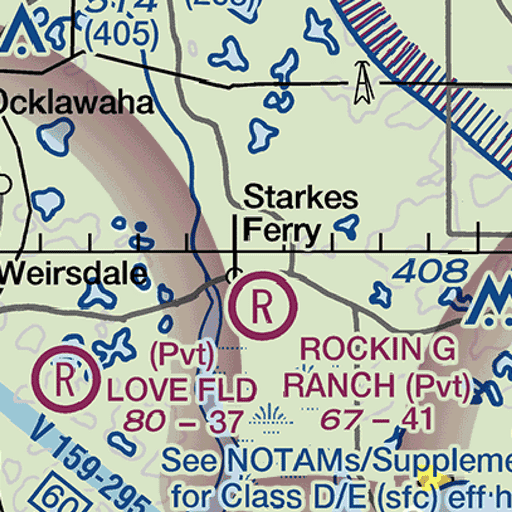 (405)
Ocklawaha
Starkes
Ferry
Weirsdale
408
R
R
(Pvt)
LOVE FLD
80 – 37
ROCKING G
RANCH (Pvt)
67 – 41
V 159-295
60
See NOTAMs/Suppleme
for Class D/E (sfc) eff h